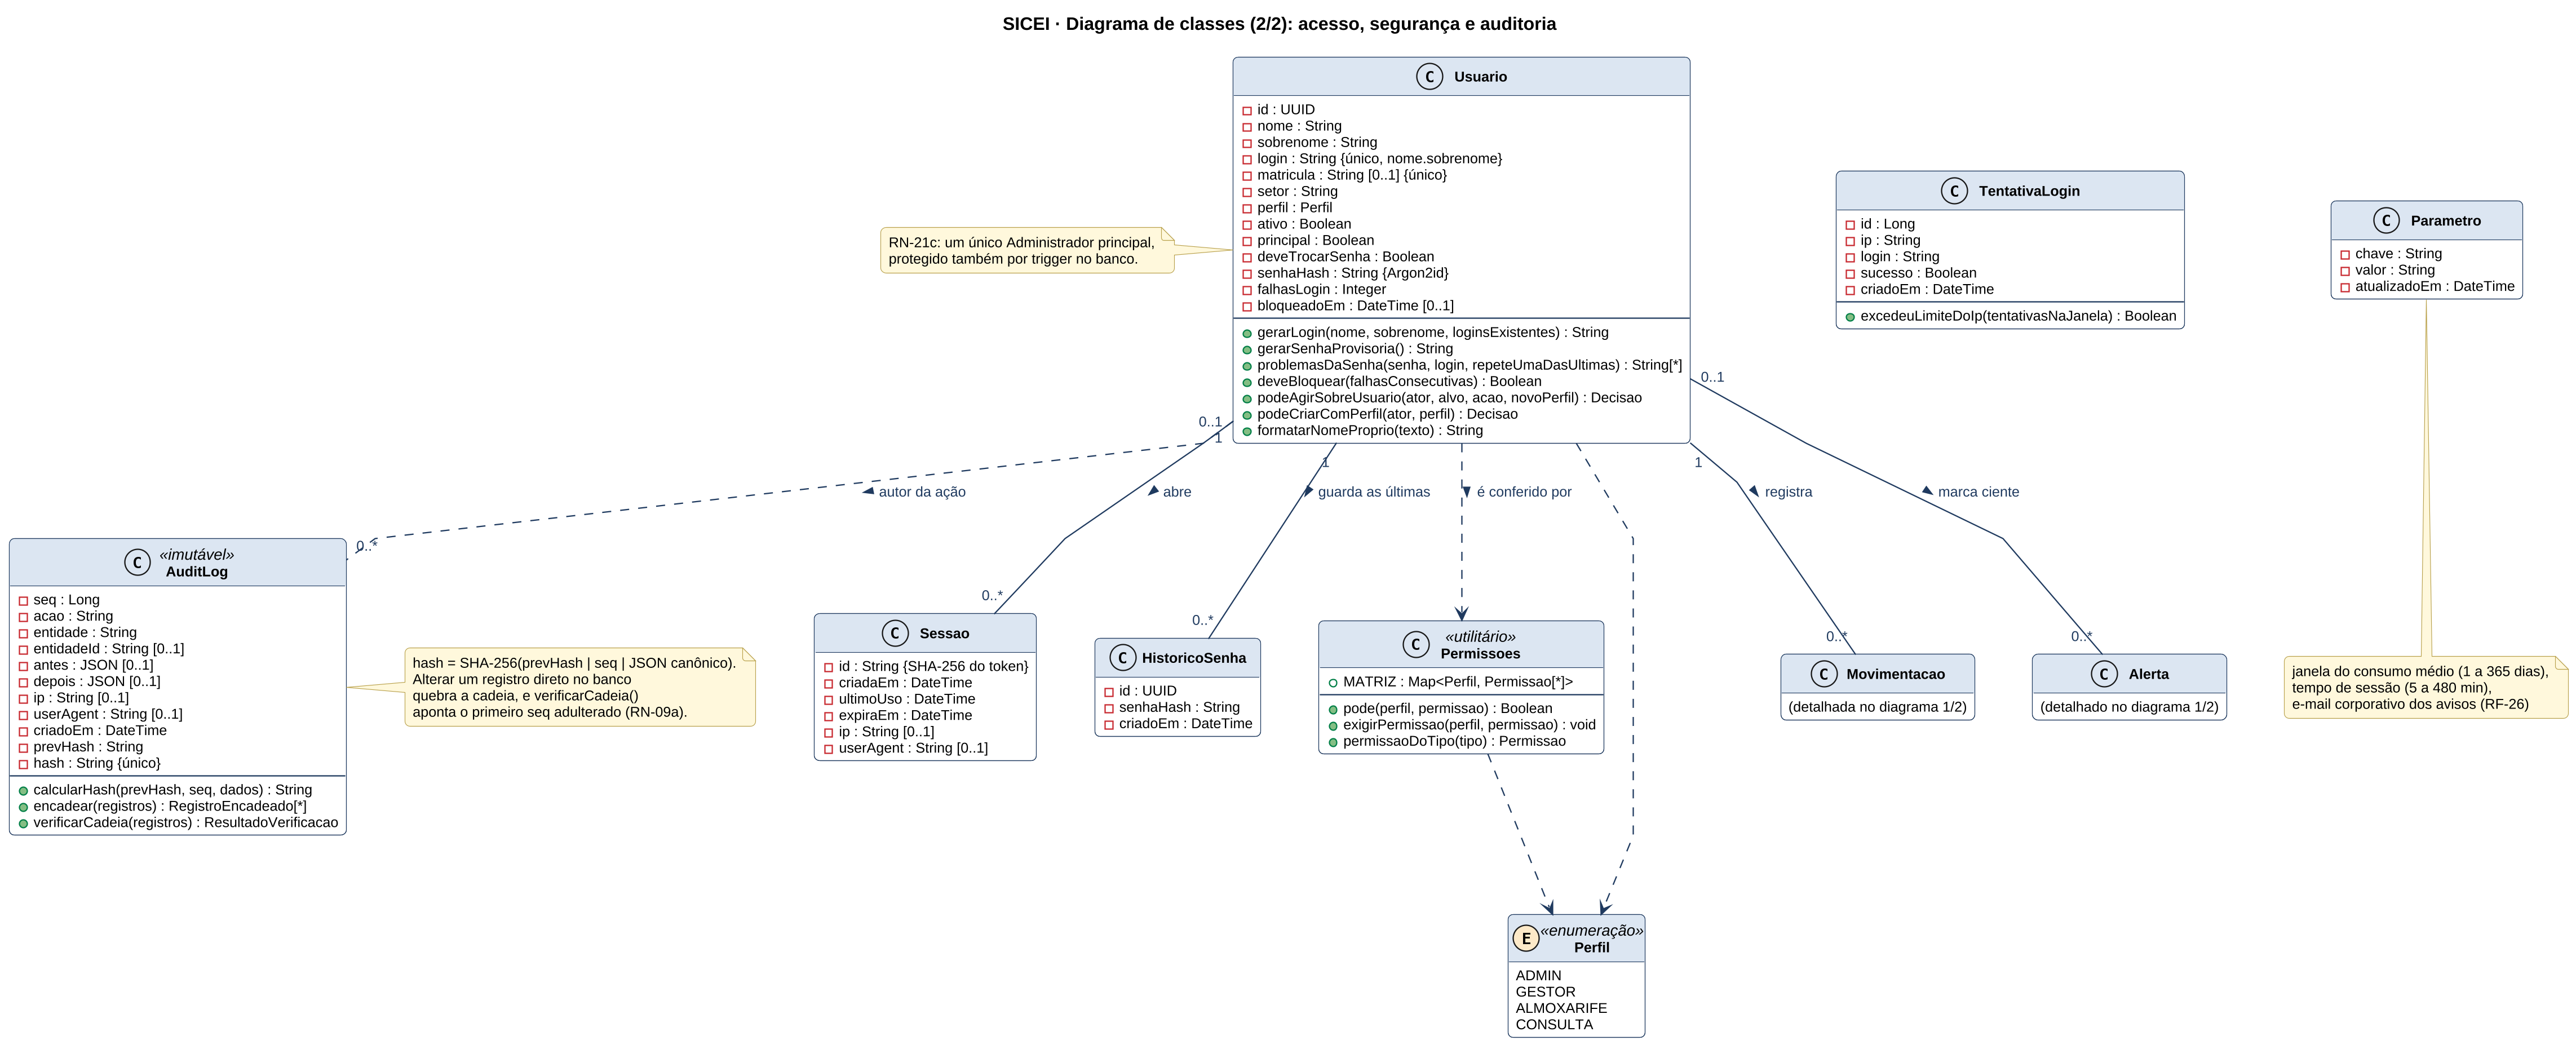 SICEI · Diagrama de classes (2/2): acesso, segurança e auditoria
C Usuario
id : UUID
nome : String
sobrenome : String
login : String {único, nome.sobrenome}
matricula : String [0..1] {único}
setor : String
perfil : Perfil
ativo : Boolean
principal : Boolean
deveTrocarSenha : Boolean
senhaHash : String {Argon2id}
falhasLogin : Integer
bloqueadoEm : DateTime [0..1]
gerarLogin(nome, sobrenome, loginsExistentes) : String
gerarSenhaProvisoria() : String
problemasDaSenha(senha, login, repeteUmaDasUltimas) : String[*]
deveBloquear(falhasConsecutivas) : Boolean
podeAgirSobreUsuario(ator, alvo, acao, novoPerfil) : Decisao
podeCriarComPerfil(ator, perfil) : Decisao
formatarNomeProprio(texto) : String
RN-21c: um único Administrador principal,
protegido também por trigger no banco.
C TentativaLogin
id : Long
ip : String
login : String
sucesso : Boolean
criadoEm : DateTime
excedeuLimiteDoIp(tentativasNaJanela) : Boolean
C Parametro
chave : String
valor : String
atualizadoEm : DateTime
0..1
0..1
1
1
1
autor da ação
abre
guarda as últimas
é conferido por
registra
marca ciente
0..*
0..*
0..*
0..*
0..*
C «imutável»
AuditLog
seq : Long
acao : String
entidade : String
entidadeId : String [0..1]
antes : JSON [0..1]
depois : JSON [0..1]
ip : String [0..1]
userAgent : String [0..1]
criadoEm : DateTime
prevHash : String
hash : String {único}
calcularHash(prevHash, seq, dados) : String
encadear(registros) : RegistroEncadeado[*]
verificarCadeia(registros) : ResultadoVerificacao
hash = SHA-256(prevHash | seq | JSON canônico).
Alterar um registro direto no banco
quebra a cadeia, e verificarCadeia()
aponta o primeiro seq adulterado (RN-09a).
C Sessao
id : String {SHA-256 do token}
criadaEm : DateTime
ultimoUso : DateTime
expiraEm : DateTime
ip : String [0..1]
userAgent : String [0..1]
C HistoricoSenha
id : UUID
senhaHash : String
criadoEm : DateTime
C «utilitário»
Permissoes
MATRIZ : Map<Perfil, Permissao[*]>
pode(perfil, permissao) : Boolean
exigirPermissao(perfil, permissao) : void
permissaoDoTipo(tipo) : Permissao
C Movimentacao
(detalhada no diagrama 1/2)
C Alerta
(detalhado no diagrama 1/2)
janela do consumo médio (1 a 365 dias),
tempo de sessão (5 a 480 min),
e-mail corporativo dos avisos (RF-26)
E «enumeração»
Perfil
ADMIN
GESTOR
ALMOXARIFE
CONSULTA